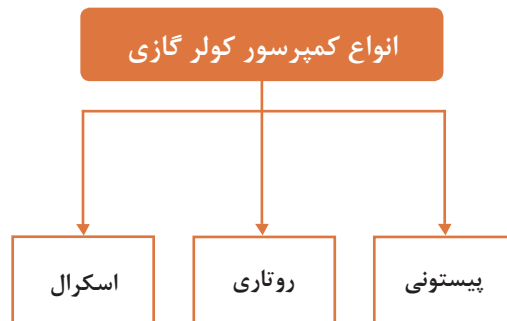 انواع کمپرسور کولر گازی
پیستونی
روتاری
اسکرال